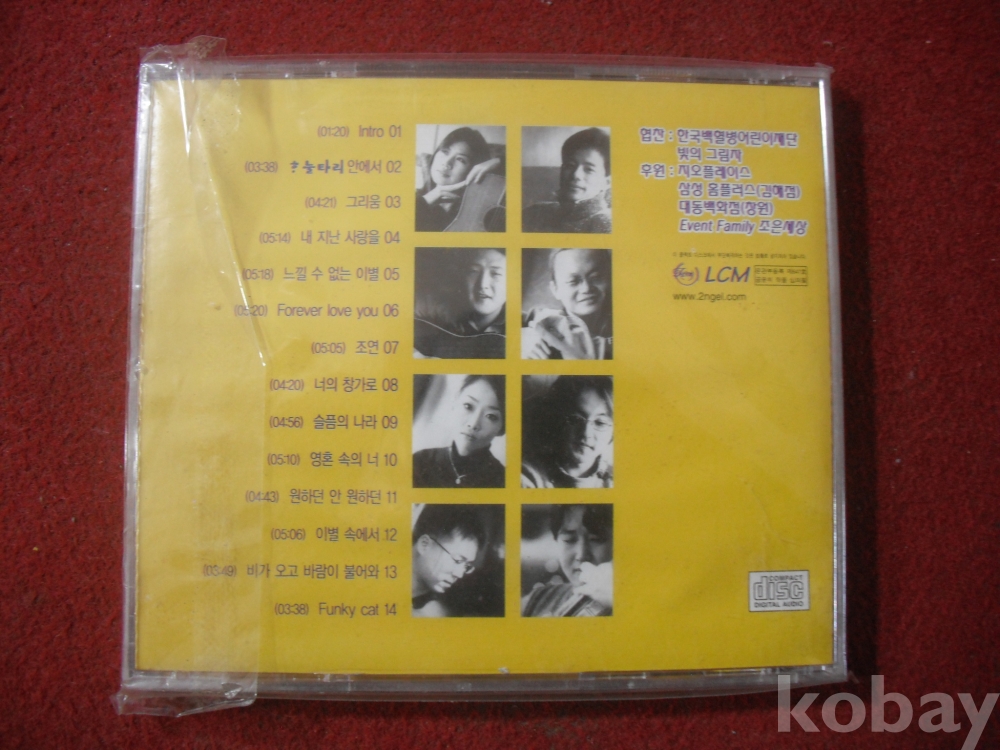 (01:20) Intro 01
(03:38) ?울타리 안에서 02
(04:21) 그리움 03
(05:14) 내 지난 사랑을 04
(05:18) 느낄 수 없는 이별 05
(05:20) Forever love you 06
(05:05) 조연 07
(04:20) 너의 창가로 08
(04:56) 슬픔의 나라 09
(05:10) 영혼 속의 너 10
(04:43) 원하던 안 원하던 11
(05:06) 이별 속에서 12
(03:49) 비가 오고 바람이 불어와 13
(03:38) Funky cat 14
협찬 : 한국백혈병어린이재단
빛의 그림자
후원 : 지오플레이스
삼성 홈플러스(김해점)
대동백화점(창원)
Event Family 조은세상
LCM
www.2ngel.com
COMPACT
disc
DIGITAL AUDIO
kobay